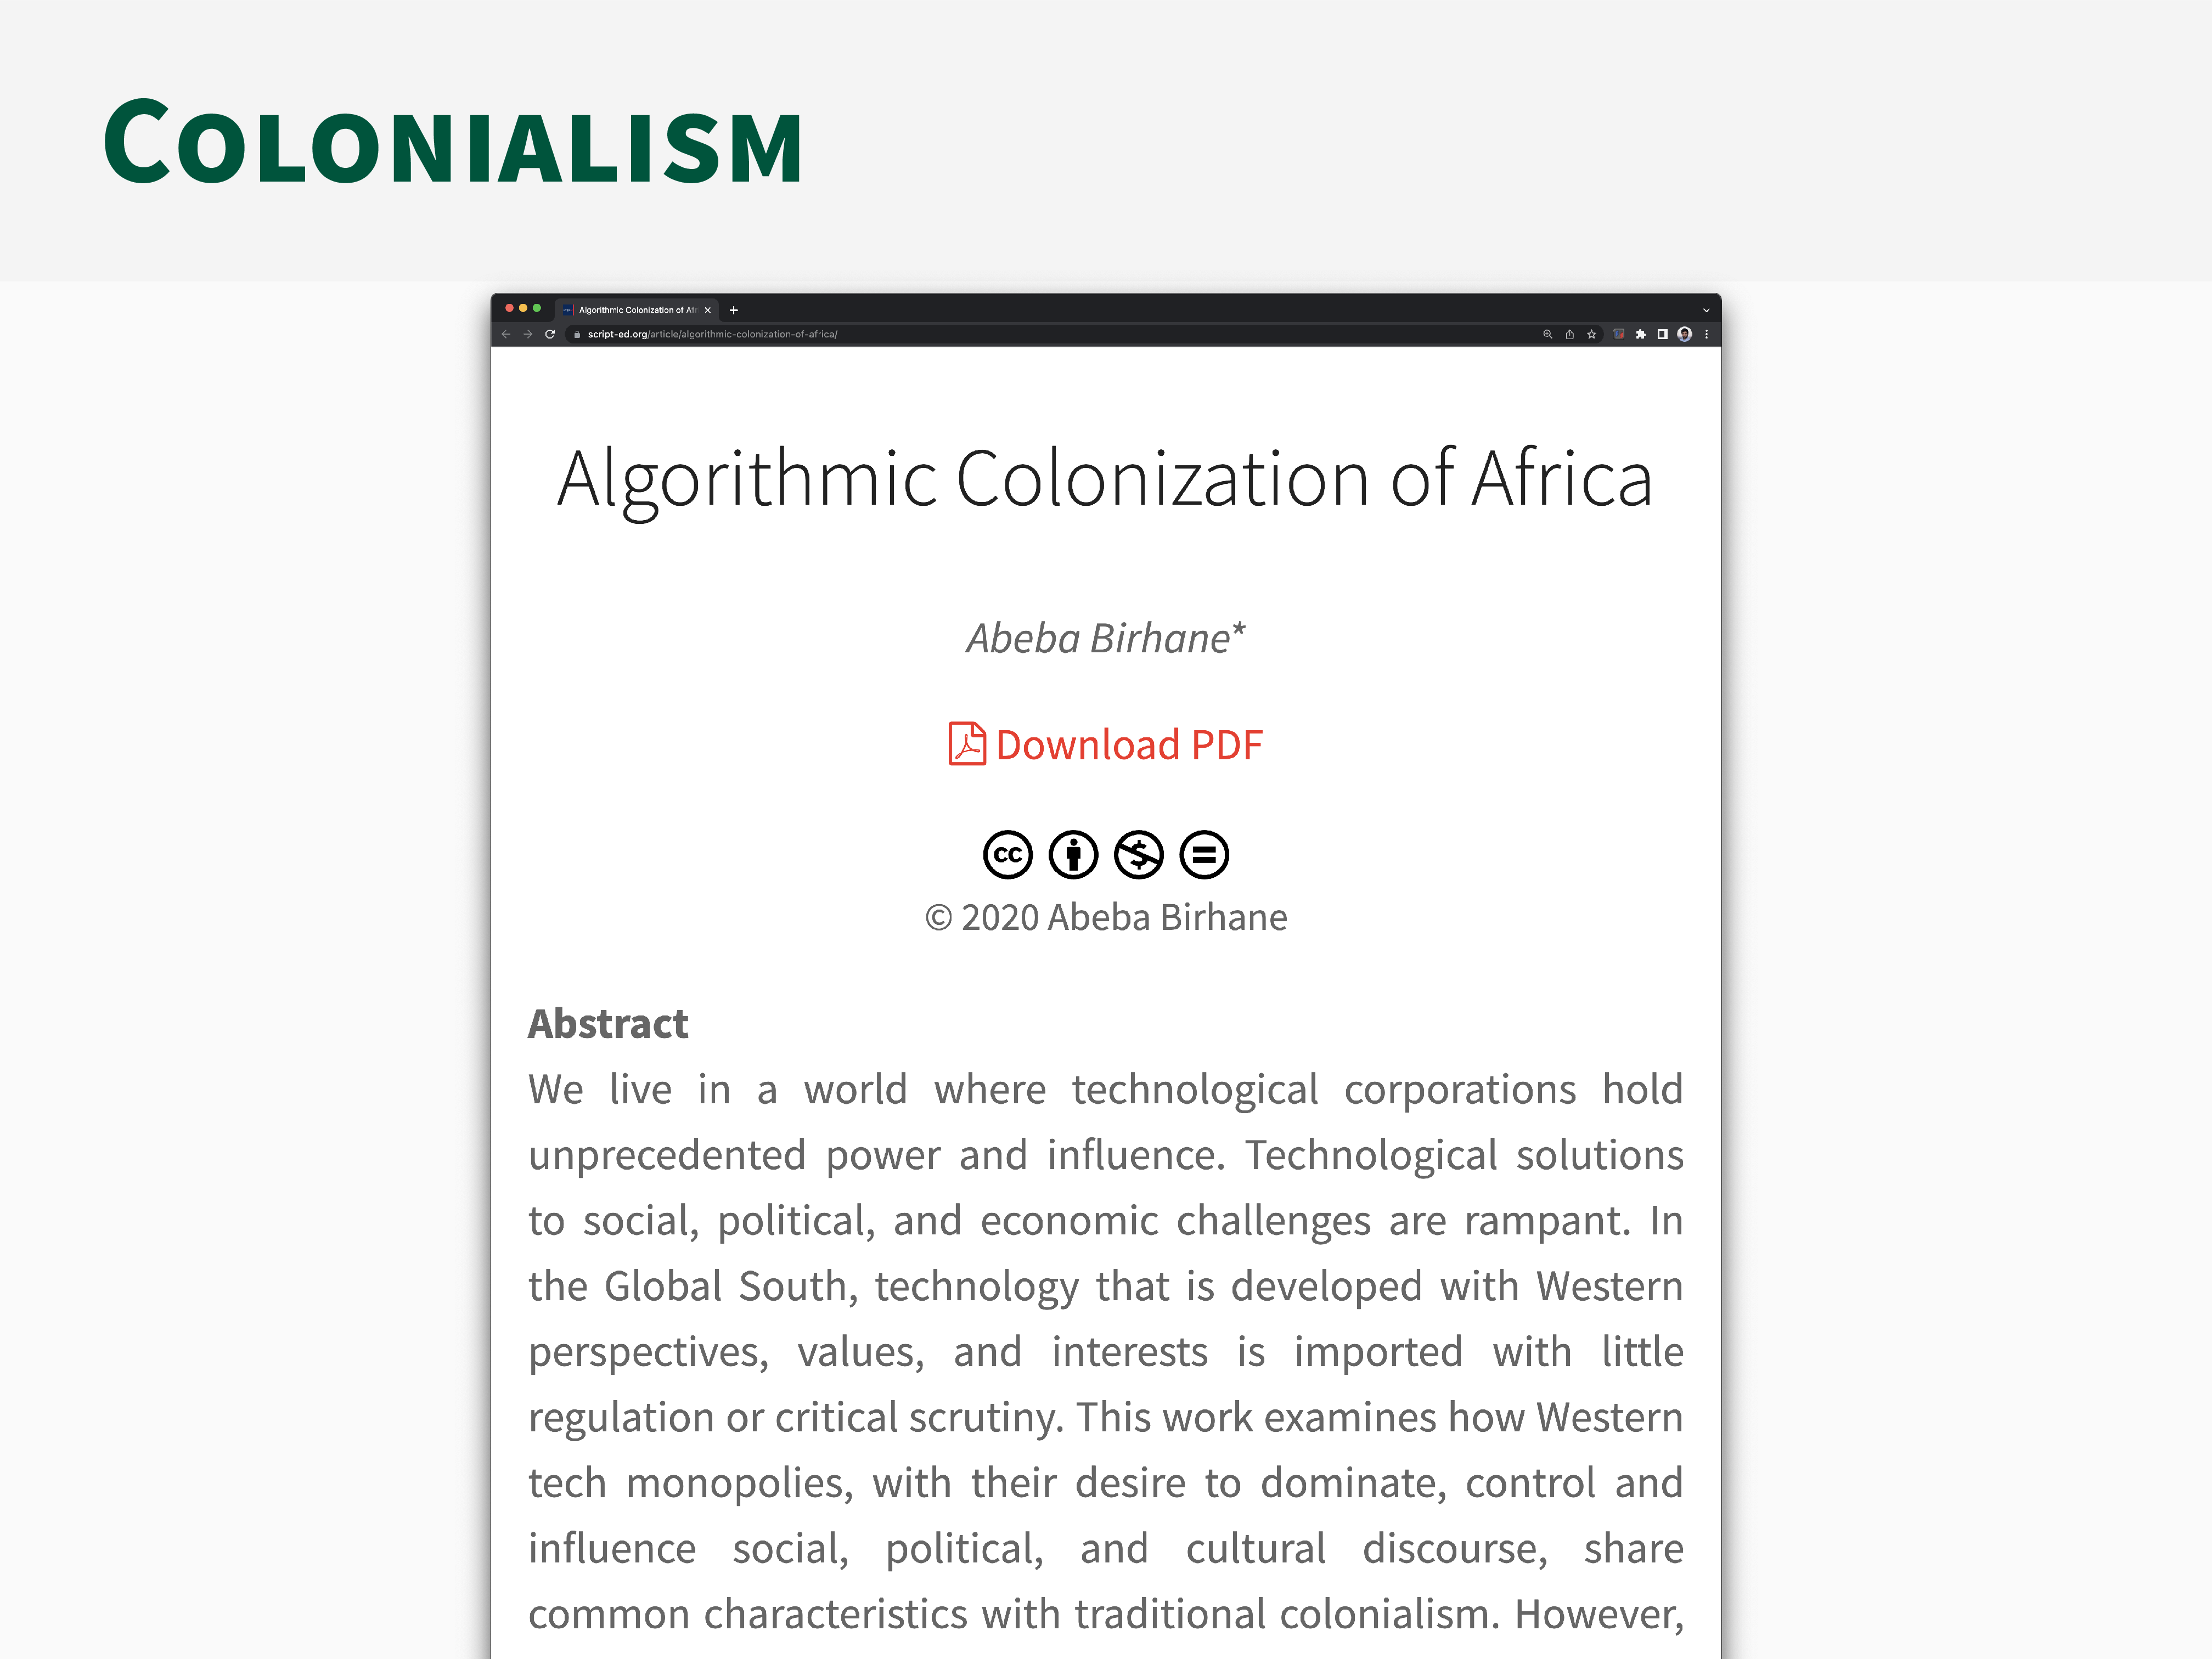 Colonialism
Algorithmic Colonization of Afr
script-ed.org/article/algorithmic-colonization-of-africa/
Algorithmic Colonization of Africa
Abeba Birhane*
Download PDF
cc
© 2020 Abeba Birhane
Abstract
We live in a world where technological corporations hold
unprecedented power and influence. Technological solutions
to social, political, and economic challenges are rampant. In
the Global South, technology that is developed with Western
perspectives, values, and interests is imported with little
regulation or critical scrutiny. This work examines how Western
tech monopolies, with their desire to dominate, control and
influence social, political, and cultural discourse, share
common characteristics with traditional colonialism. However,